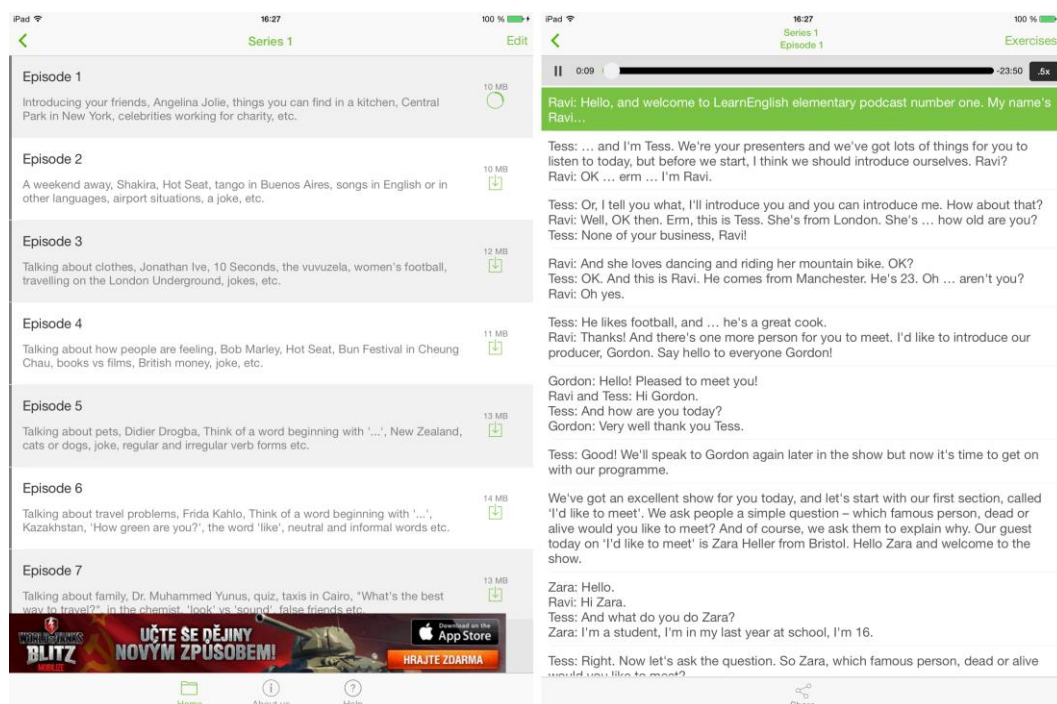 iPad
16:27
100 %
Series 1
Edit
Episode 1
10 MB
Introducing your friends, Angelina Jolie, things you can find in a kitchen, Central
Park in New York, celebrities working for charity, etc.
Episode 2
10 MB
A weekend away, Shakira, Hot Seat, tango in Buenos Aires, songs in English or in
other languages, airport situations, a joke, etc.
Episode 3
12 MB
Talking about clothes, Jonathan Ive, 10 Seconds, the vuvuzela, women's football,
travelling on the London Underground, jokes, etc.
Episode 4
11 MB
Talking about how people are feeling, Bob Marley, Hot Seat, Bun Festival in Cheung
Chau, books vs films, British money, joke, etc.
Episode 5
13 MB
Talking about pets, Didier Drogba, Think of a word beginning with '...', New Zealand,
cats or dogs, joke, regular and irregular verb forms etc.
Episode 6
14 MB
Talking about travel problems, Frida Kahlo, Think of a word beginning with '...',
Kazakhstan, 'How green are you?', the word 'like', neutral and informal words etc.
Episode 7
13 MB
Talking about family, Dr. Muhammed Yunus, quiz, taxis in Cairo, "What's the best
way to travel?", in the chemist, 'look' vs 'sound', false friends etc.
WORLD OF TANKS
BLITZ
MOBILIZE
UČTE SE DĚJINY
NOVÝM ZPŮSOBEM!
Download on the
App Store
HRAJTE ZDARMA
Home
About us
Help
iPad
16:27
100 %
Series 1
Episode 1
Exercises
0:09
-23:50
.5x
Ravi: Hello, and welcome to LearnEnglish elementary podcast number one. My name's
Ravi…
Tess: … and I'm Tess. We're your presenters and we've got lots of things for you to
listen to today, but before we start, I think we should introduce ourselves. Ravi?
Ravi: OK … erm … I'm Ravi.
Tess: Or, I tell you what, I'll introduce you and you can introduce me. How about that?
Ravi: Well, OK then. Erm, this is Tess. She's from London. She's … how old are you?
Tess: None of your business, Ravi!
Ravi: And she loves dancing and riding her mountain bike. OK?
Tess: OK. And this is Ravi. He comes from Manchester. He's 23. Oh … aren't you?
Ravi: Oh yes.
Tess: He likes football, and … he's a great cook.
Ravi: Thanks! And there's one more person for you to meet. I'd like to introduce our
producer, Gordon. Say hello to everyone Gordon!
Gordon: Hello! Pleased to meet you!
Ravi and Tess: Hi Gordon.
Tess: And how are you today?
Gordon: Very well thank you Tess.
Tess: Good! We'll speak to Gordon again later in the show but now it's time to get on
with our programme.
We've got an excellent show for you today, and let's start with our first section, called
'I'd like to meet'. We ask people a simple question – which famous person, dead or
alive would you like to meet? And of course, we ask them to explain why. Our guest
today on 'I'd like to meet' is Zara Heller from Bristol. Hello Zara and welcome to the
show.
Zara: Hello.
Ravi: Hi Zara.
Tess: And what do you do Zara?
Zara: I'm a student, I'm in my last year at school, I'm 16.
Tess: Right. Now let's ask the question. So Zara, which famous person, dead or alive
would you like to meet?
Share